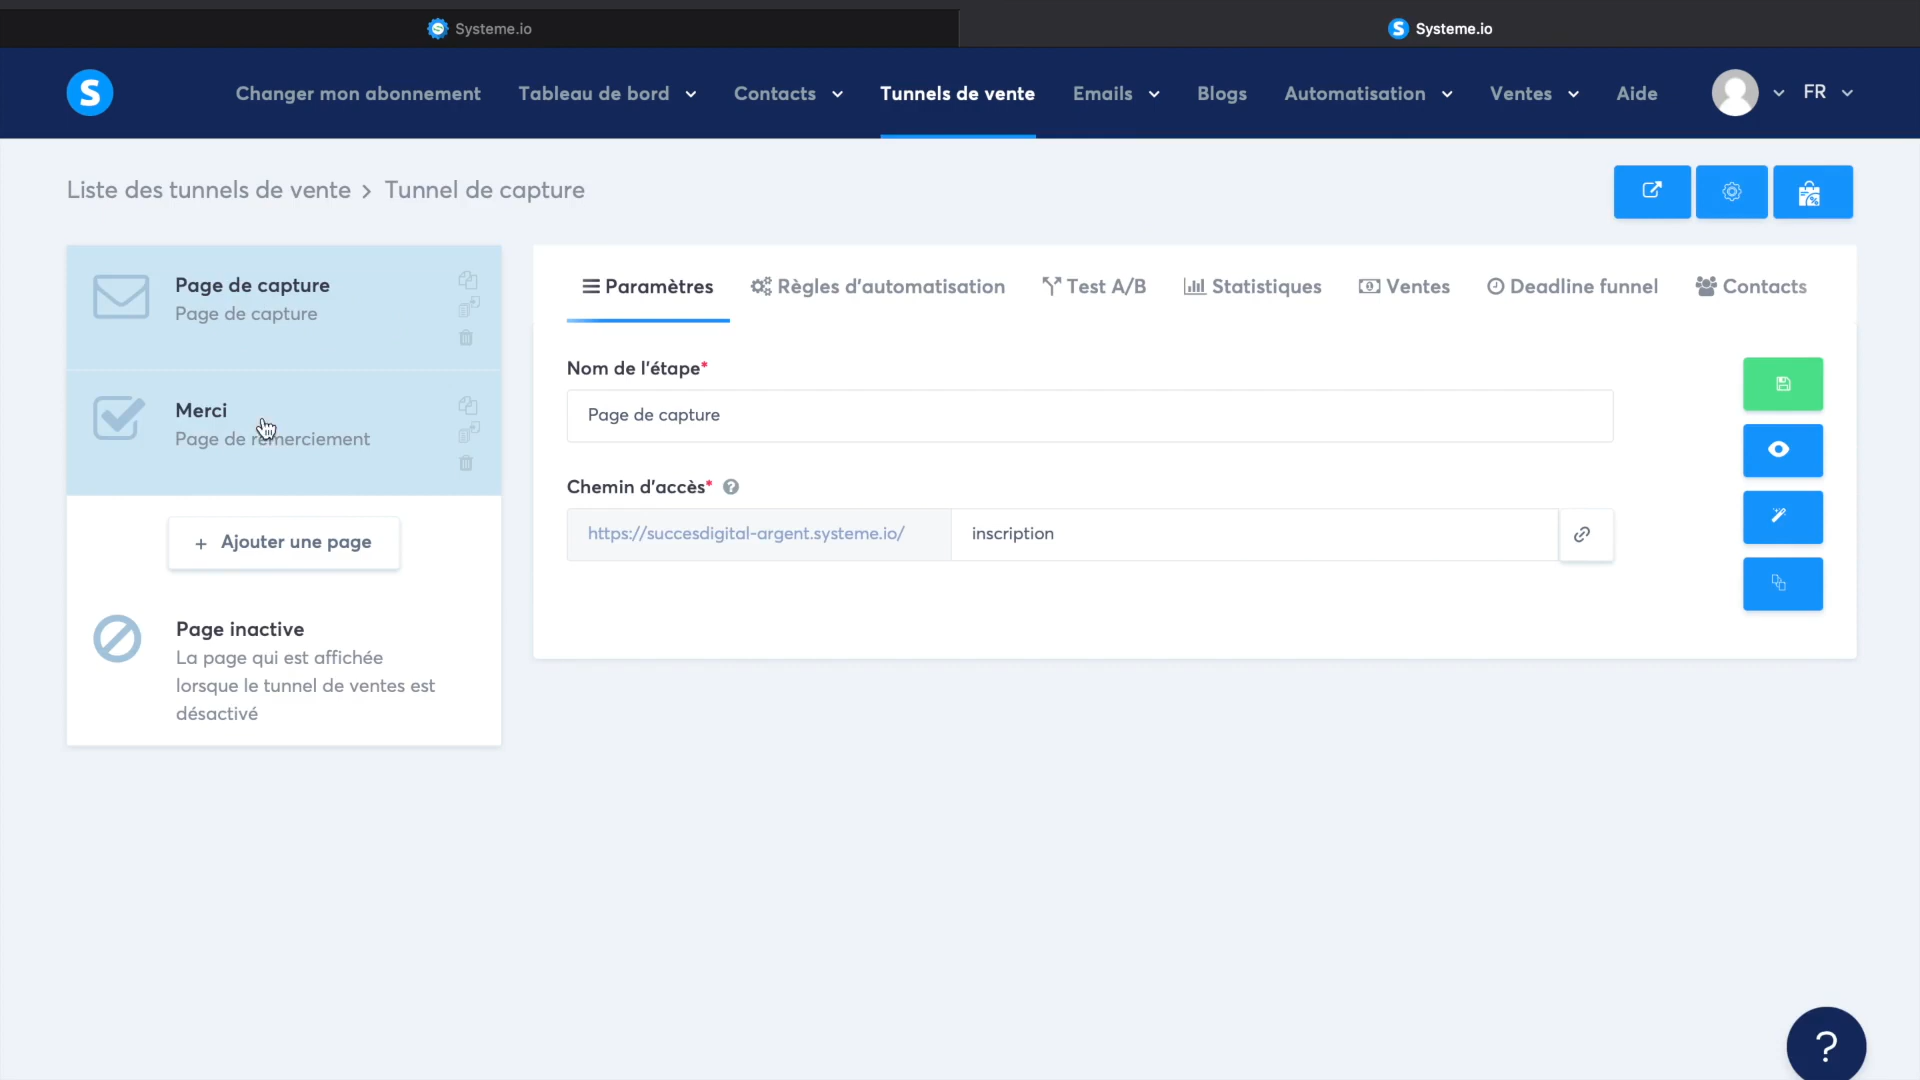 Systeme.io
Systeme.io
S
Changer mon abonnement
Tableau de bord
Contacts
Tunnels de vente
Emails
Blogs
Automatisation
Ventes
Aide
FR
Liste des tunnels de vente > Tunnel de capture
Page de capture
Page de capture
Merci
Page de remerciement
+ Ajouter une page
Page inactive
La page qui est affichée
lorsque le tunnel de ventes est
désactivé
Paramètres
Règles d'automatisation
Test A/B
Statistiques
Ventes
Deadline funnel
Contacts
Nom de l'étape*
Page de capture
Chemin d'accès* ?
https://succesdigital-argent.systeme.io/
inscription
?